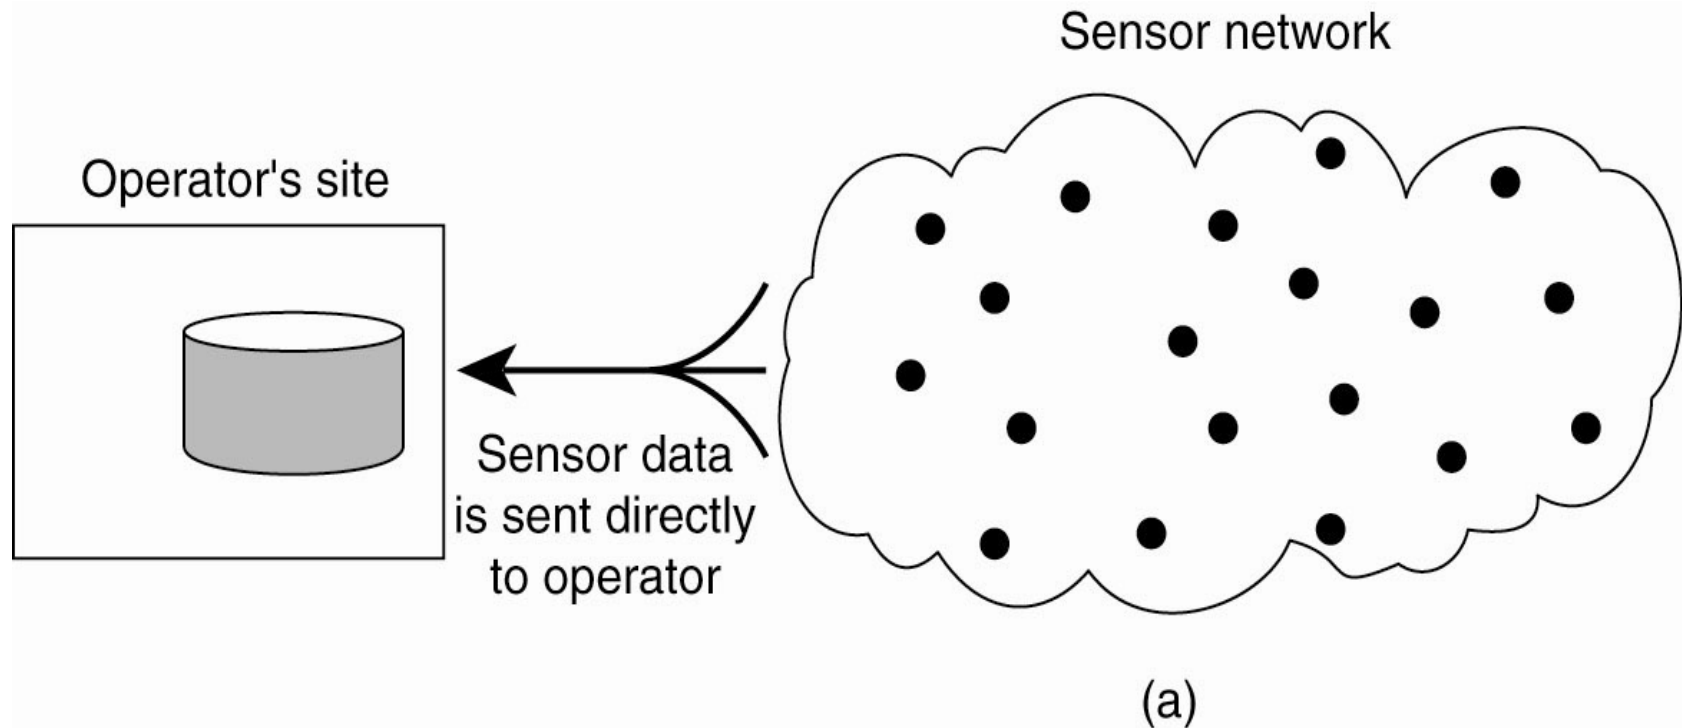 Sensor network
Operator's site
Sensor data
is sent directly
to operator
(a)